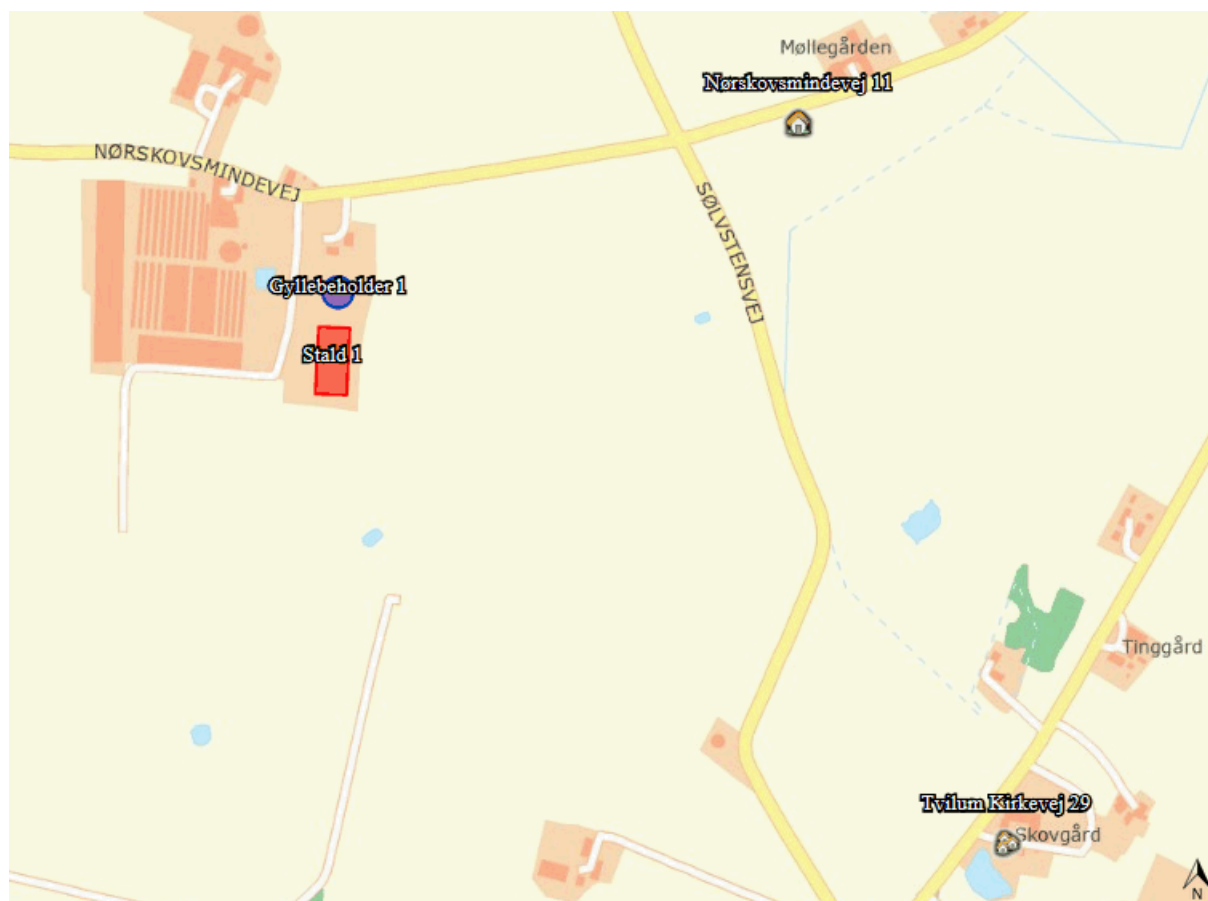 Møllegården
Nørskovsmindevej 11
NØRSKOVSMINDEVEJ
SØLVSTENSVEJ
Gyllebeholder 1
Stald 1
Tinggård
Tvilum Kirkevej 29
Skovgård
N